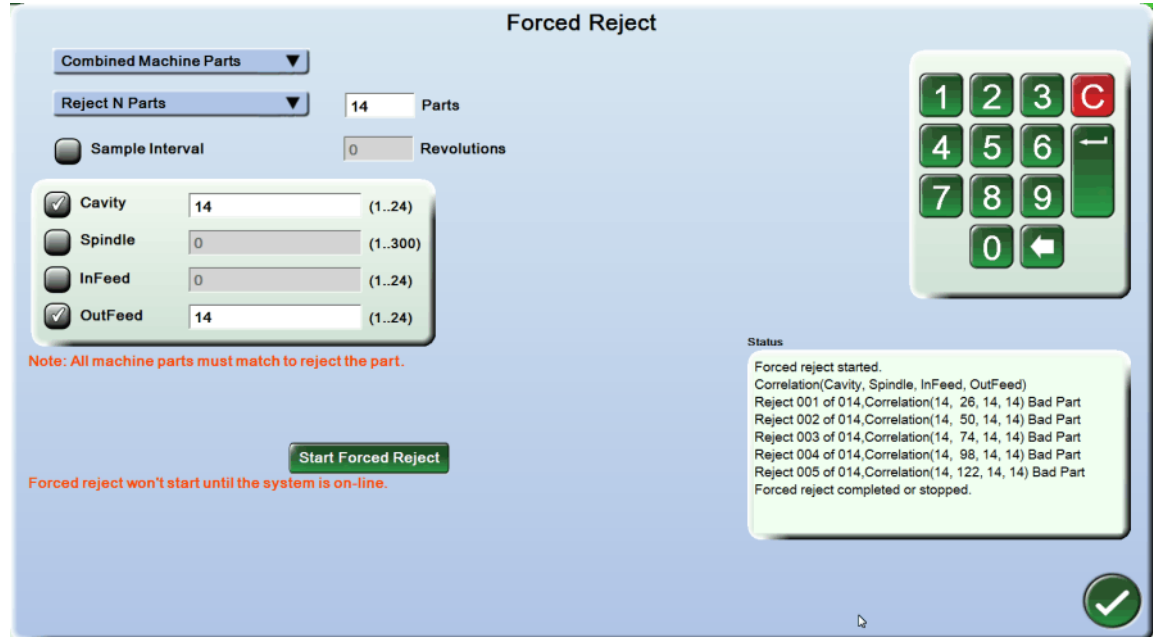 Forced Reject
Combined Machine Parts
Reject N Parts
14 Parts
Sample Interval
0 Revolutions
Cavity 14 (1..24)
Spindle 0 (1..300)
InFeed 0 (1..24)
OutFeed 14 (1..24)
Note: All machine parts must match to reject the part.
Start Forced Reject
Forced reject won't start until the system is on-line.
1 2 3 C
4 5 6
7 8 9
0
Status
Forced reject started.
Correlation(Cavity, Spindle, InFeed, OutFeed)
Reject 001 of 014,Correlation(14, 26, 14, 14) Bad Part
Reject 002 of 014,Correlation(14, 50, 14, 14) Bad Part
Reject 003 of 014,Correlation(14, 74, 14, 14) Bad Part
Reject 004 of 014,Correlation(14, 98, 14, 14) Bad Part
Reject 005 of 014,Correlation(14, 122, 14, 14) Bad Part
Forced reject completed or stopped.